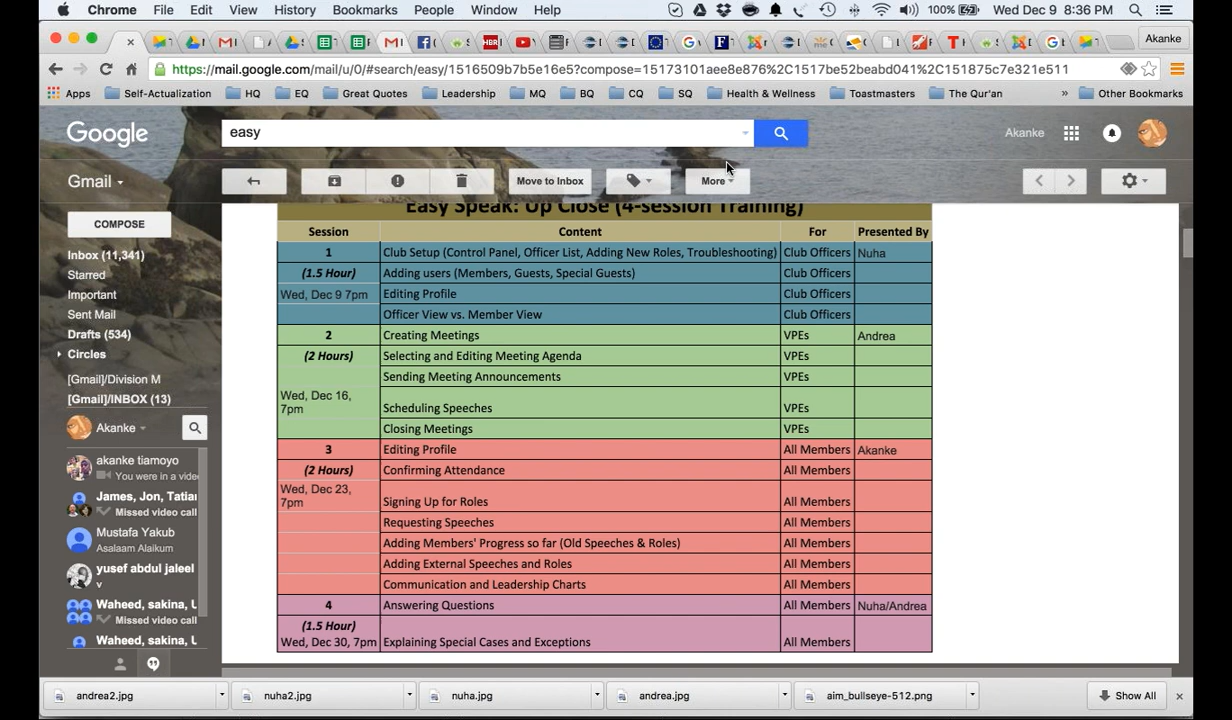 Chrome File Edit View History Bookmarks People Window Help 100% Wed Dec 9 8:36 PM
Akanke
https://mail.google.com/mail/u/0/#search/easy/1516509b7b5e16e5?compose=15173101aee8e876%2C1517be52beabd041%2C151875c7e321e511
Apps Self-Actualization HQ EQ Great Quotes Leadership MQ BQ CQ SQ Health & Wellness Toastmasters The Qur'an » Other Bookmarks
Google easy Akanke
Gmail Move to Inbox More
COMPOSE
Inbox (11,341)
Starred
Important
Sent Mail
Drafts (534)
Circles
[Gmail]/Division M
[Gmail]/INBOX (13)
Akanke
akanke tiamoyo
You were in a vide
James, Jon, Tatian
Missed video call
Mustafa Yakub
Asalaam Alaikum
yusef abdul jaleel
v
Waheed, sakina, U
Missed video call
Waheed, sakina, U
Easy Speak: Up Close (4-session Training)
Session Content For Presented By
1 Club Setup (Control Panel, Officer List, Adding New Roles, Troubleshooting) Club Officers Nuha
(1.5 Hour) Adding users (Members, Guests, Special Guests) Club Officers
Wed, Dec 9 7pm Editing Profile Club Officers
Officer View vs. Member View Club Officers
2 Creating Meetings VPEs Andrea
(2 Hours) Selecting and Editing Meeting Agenda VPEs
Sending Meeting Announcements VPEs
Wed, Dec 16,
7pm Scheduling Speeches VPEs
Closing Meetings VPEs
3 Editing Profile All Members Akanke
(2 Hours) Confirming Attendance All Members
Wed, Dec 23,
7pm Signing Up for Roles All Members
Requesting Speeches All Members
Adding Members' Progress so far (Old Speeches & Roles) All Members
Adding External Speeches and Roles All Members
Communication and Leadership Charts All Members
4 Answering Questions All Members Nuha/Andrea
(1.5 Hour)
Wed, Dec 30, 7pm Explaining Special Cases and Exceptions All Members
andrea2.jpg nuha2.jpg nuha.jpg andrea.jpg aim_bullseye-512.png Show All